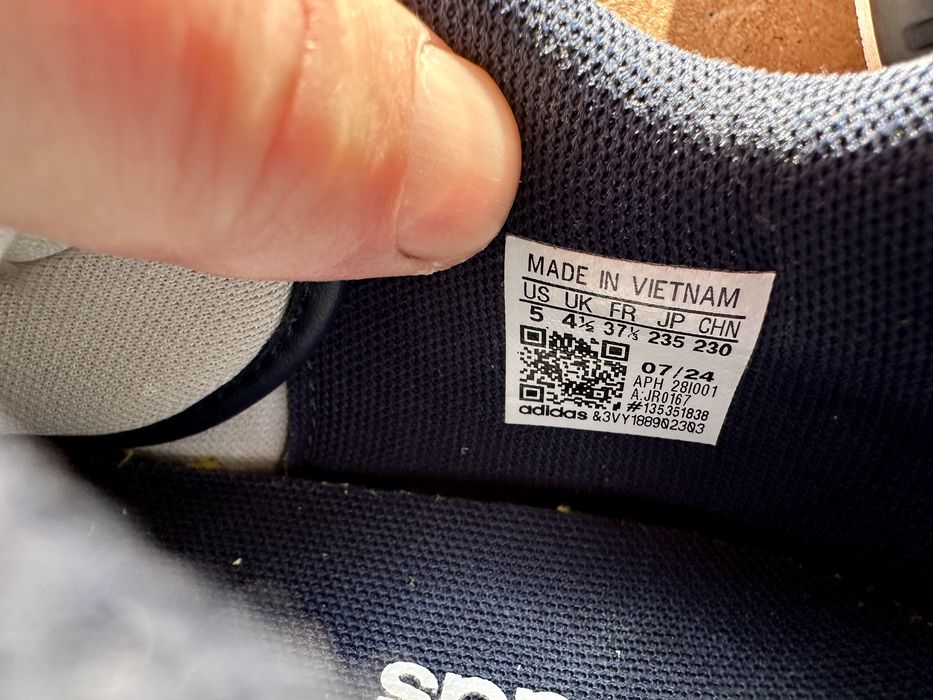 MADE IN VIETNAM
US UK FR JP CHN
5 4½ 37⅓ 235 230
07/24
APH 28I001
A:JR0167
#135351838
adidas &3VY188902303